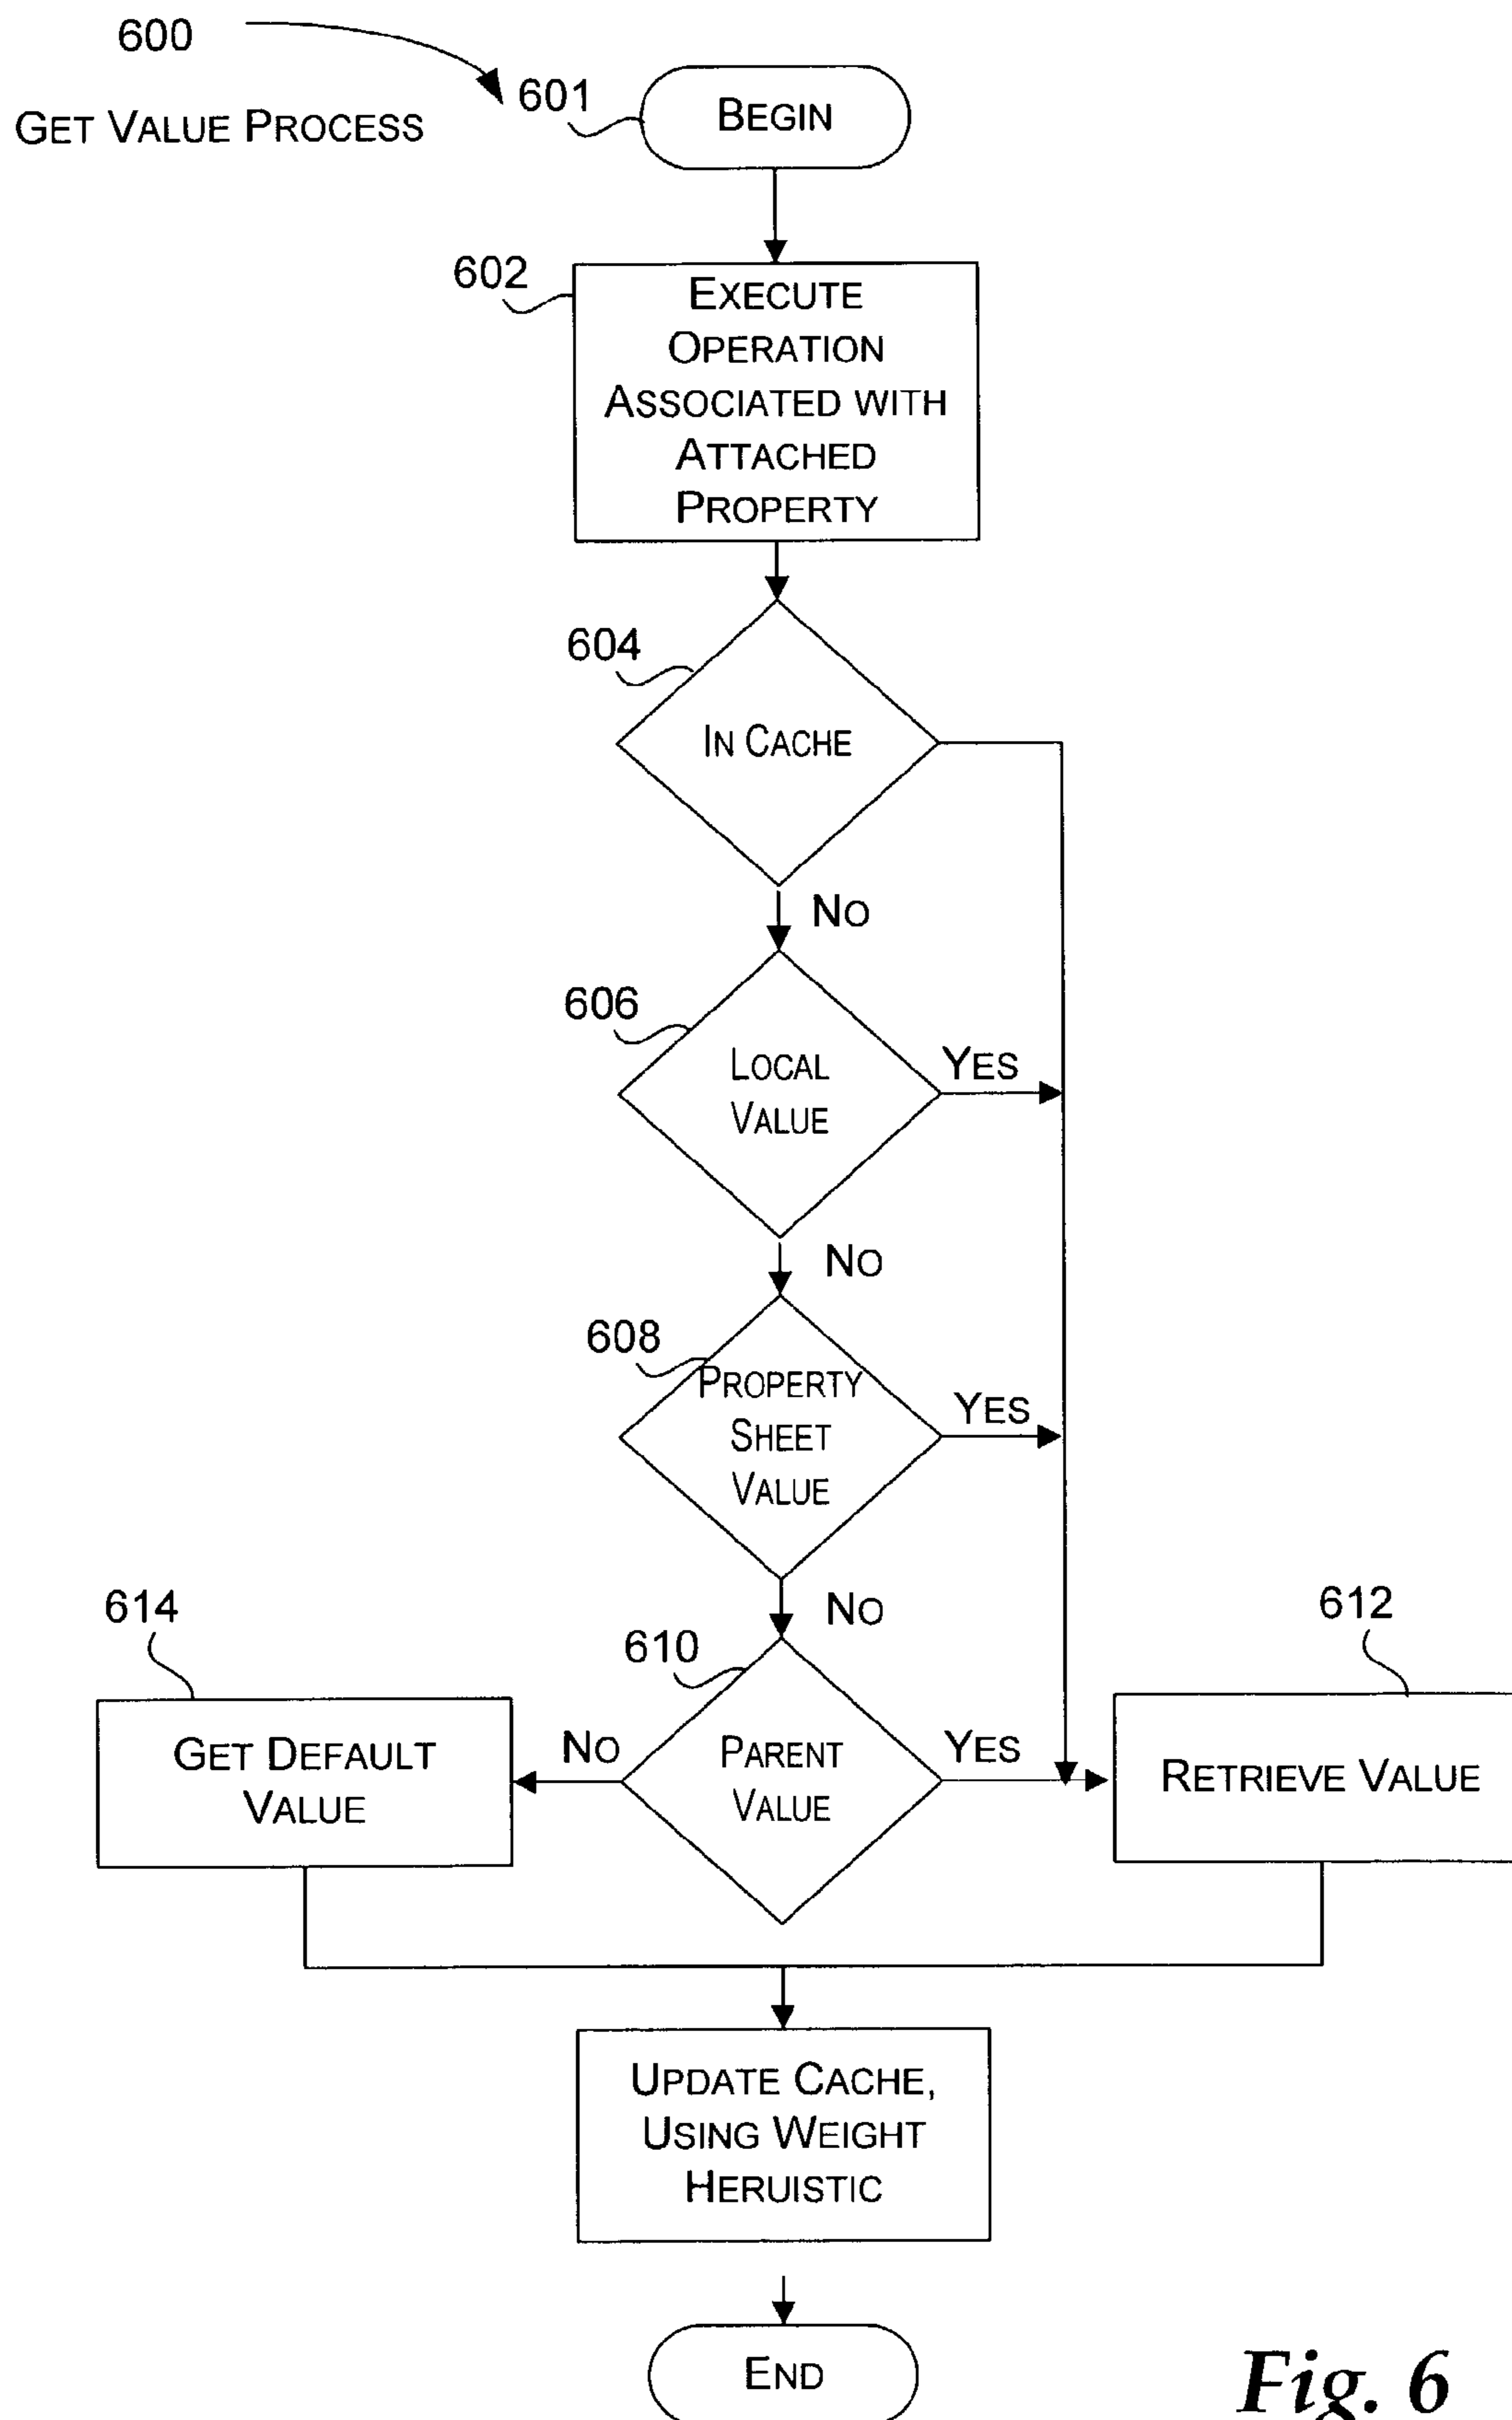 600
GET VALUE PROCESS
601
BEGIN
602
EXECUTE
OPERATION
ASSOCIATED WITH
ATTACHED
PROPERTY
604
IN CACHE
NO
606
LOCAL
VALUE
YES
NO
608
PROPERTY
SHEET
VALUE
YES
NO
610
PARENT
VALUE
NO
YES
614
GET DEFAULT
VALUE
612
RETRIEVE VALUE
UPDATE CACHE,
USING WEIGHT
HERUISTIC
END
Fig. 6